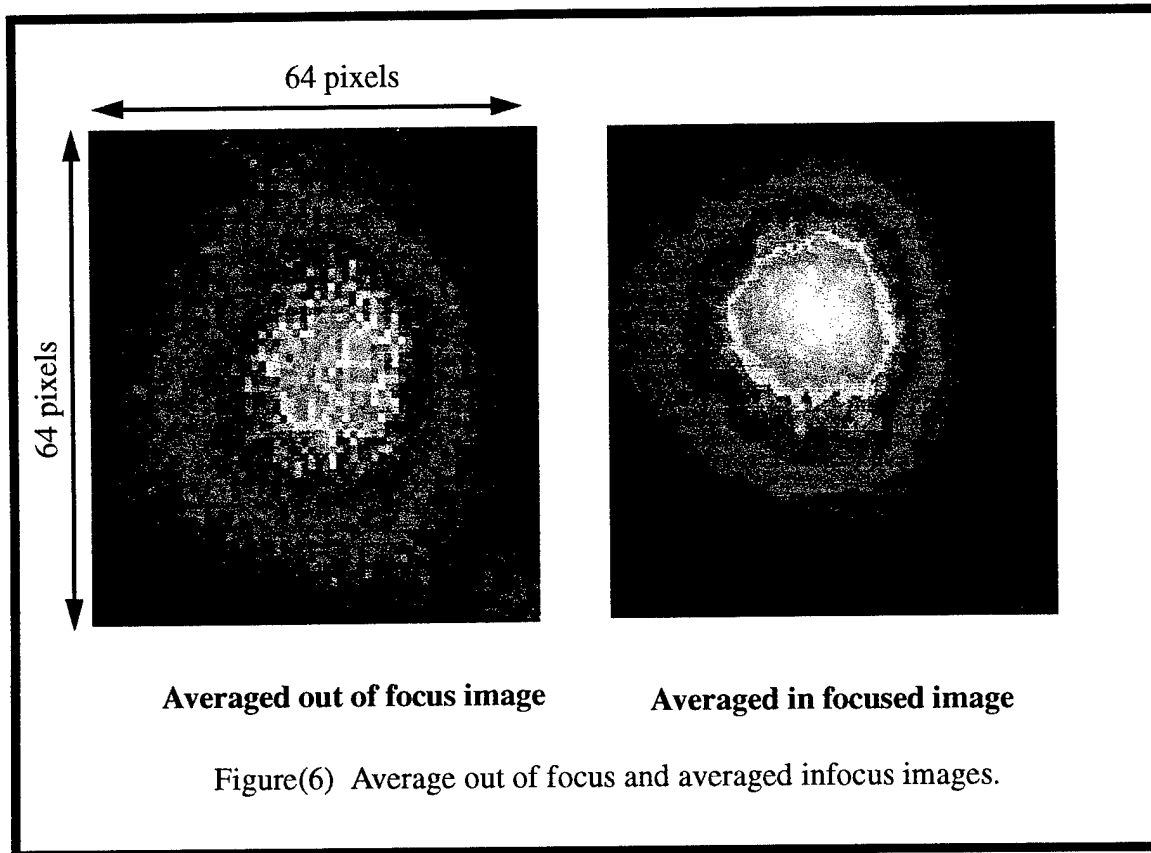 64 pixels
64 pixels
Averaged out of focus image
Averaged in focused image
Figure(6) Average out of focus and averaged infocus images.